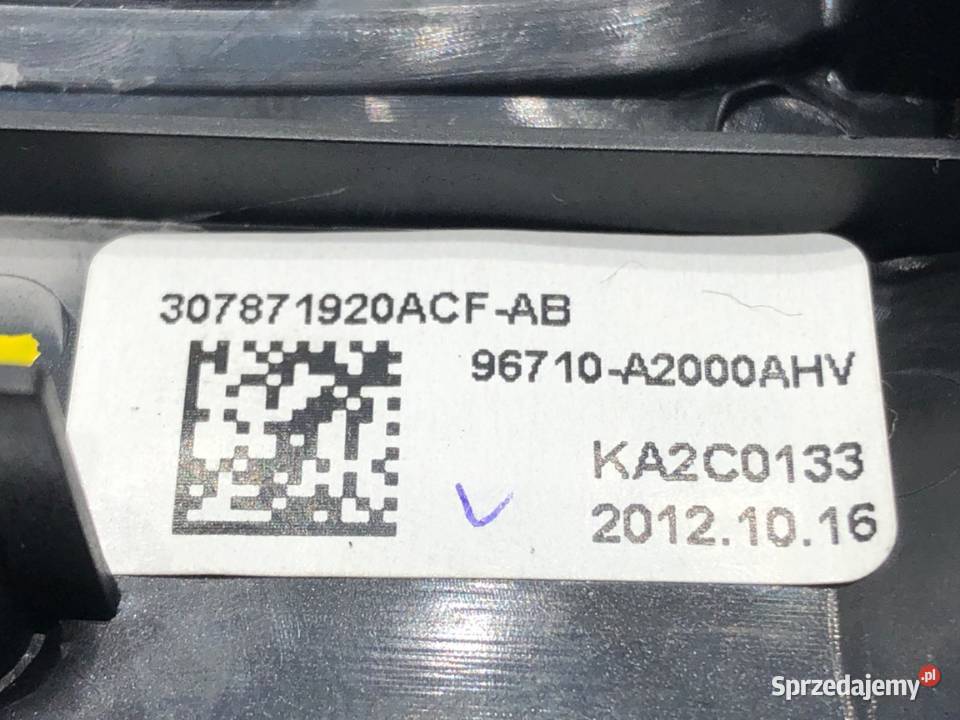 307871920ACF-AB
96710-A2000AHV
KA2C0133
2012.10.16
Sprzedajemy.pl